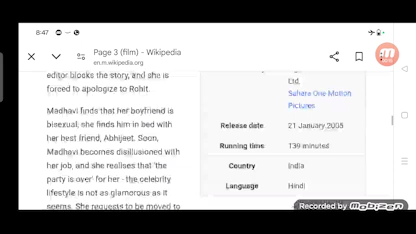 8:47
Page 3 (film) - Wikipedia
en.m.wikipedia.org
editor blocks the story, and she is
forced to apologize to Rohit.
Madhavi finds that her boyfriend is
bisexual; she finds him in bed with
her best friend, Abhijeet. Soon,
Madhavi becomes disillusioned with
her job, and she realises that 'the
party is over' for her - the celebrity
lifestyle is not as glamorous as it
seems. She requests to be moved to
Ltd.
Sahara One Motion
Pictures
Release date 21 January 2005
Running time 139 minutes
Country India
Language Hindi
Recorded by Mobizen